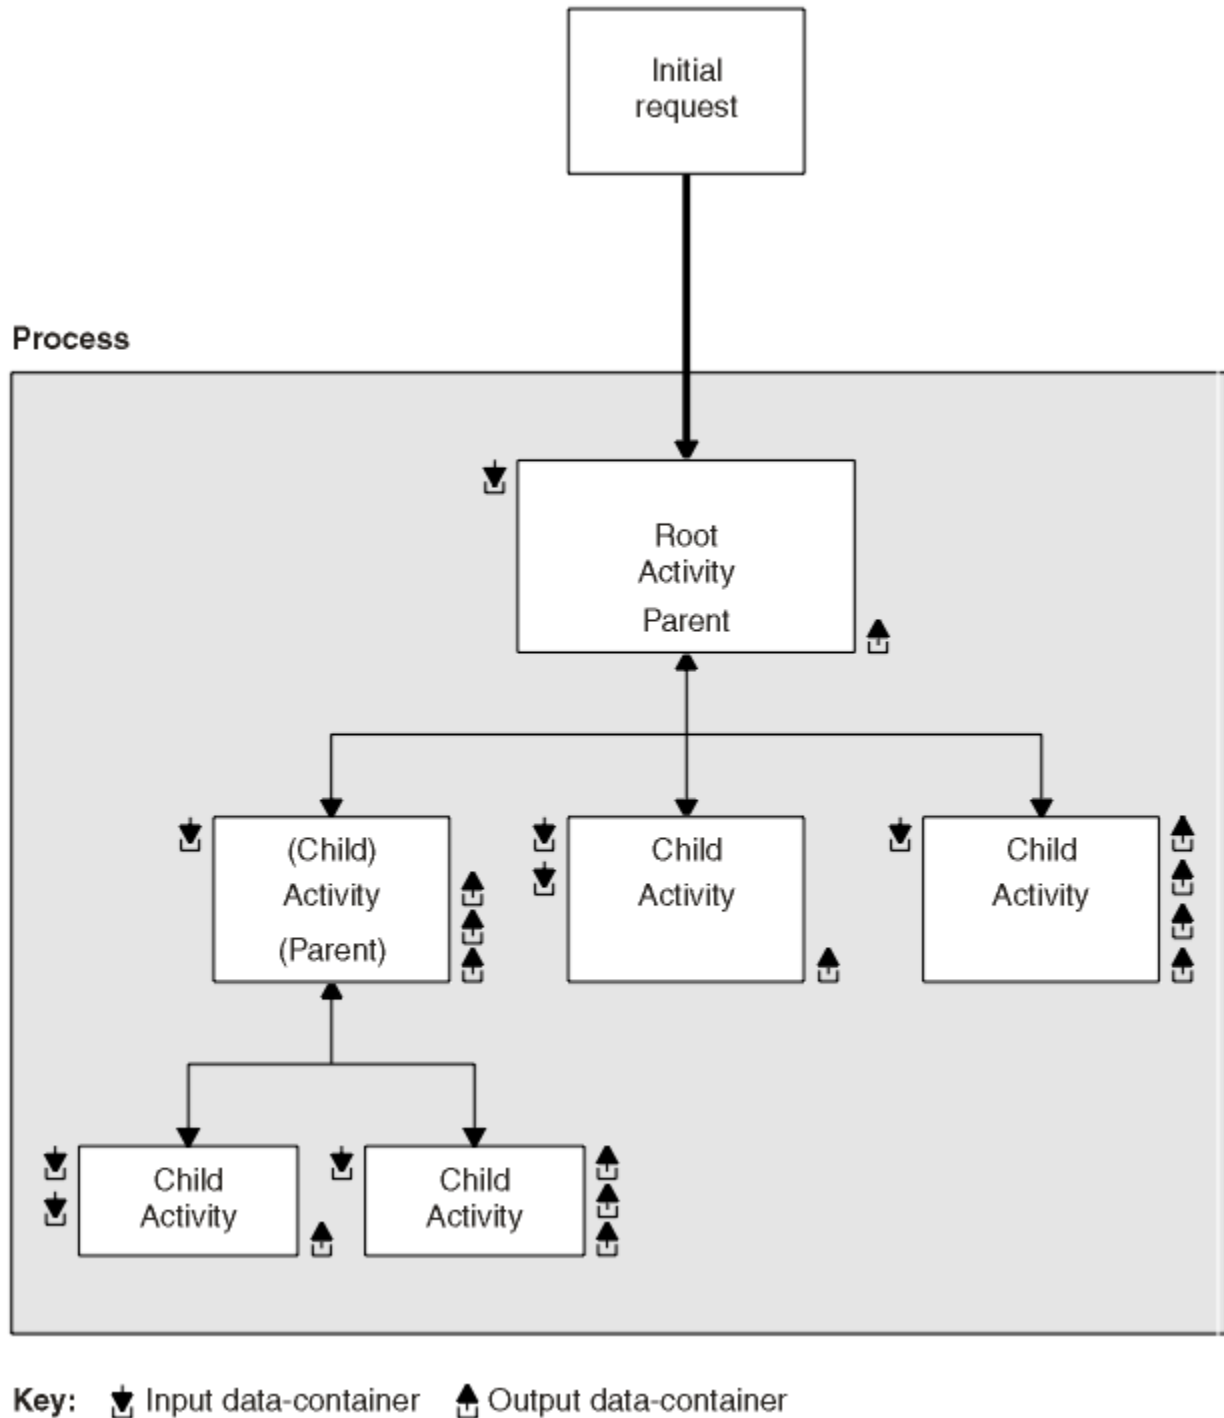 Initial
request
Process
Root
Activity
Parent
(Child)
Activity
(Parent)
Child
Activity
Child
Activity
Child
Activity
Child
Activity
Key: Input data-container Output data-container